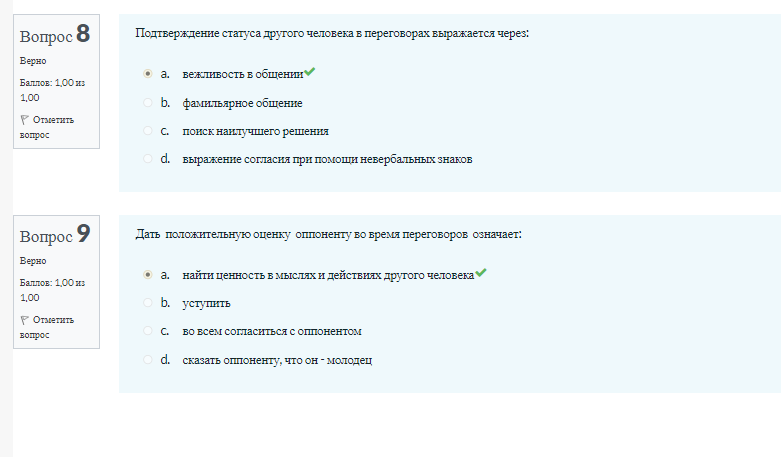 Вопрос 8
Верно
Баллов: 1,00 из
1,00
Отметить
вопрос
Подтверждение статуса другого человека в переговорах выражается через:
a. вежливость в общении
b. фамильярное общение
c. поиск наилучшего решения
d. выражение согласия при помощи невербальных знаков
Вопрос 9
Верно
Баллов: 1,00 из
1,00
Отметить
вопрос
Дать положительную оценку оппоненту во время переговоров означает:
a. найти ценность в мыслях и действиях другого человека
b. уступить
c. во всем согласиться с оппонентом
d. сказать оппоненту, что он - молодец